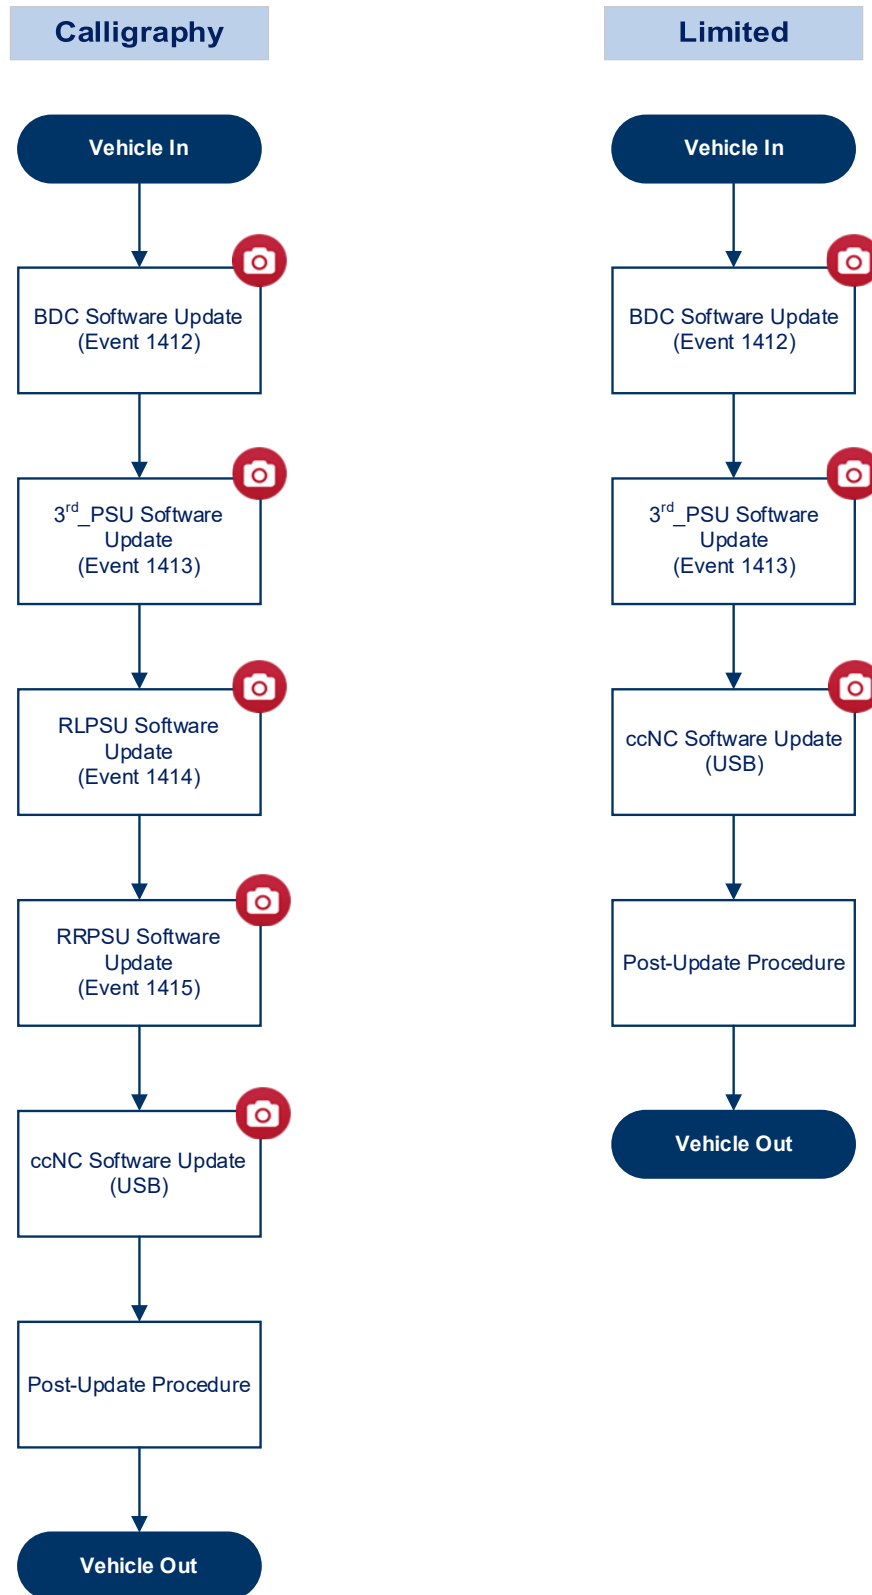 Calligraphy
Vehicle In
BDC Software Update
(Event 1412)
3rd_PSU Software
Update
(Event 1413)
RLPSU Software
Update
(Event 1414)
RRPSU Software
Update
(Event 1415)
ccNC Software Update
(USB)
Post-Update Procedure
Vehicle Out
Limited
Vehicle In
BDC Software Update
(Event 1412)
3rd_PSU Software
Update
(Event 1413)
ccNC Software Update
(USB)
Post-Update Procedure
Vehicle Out